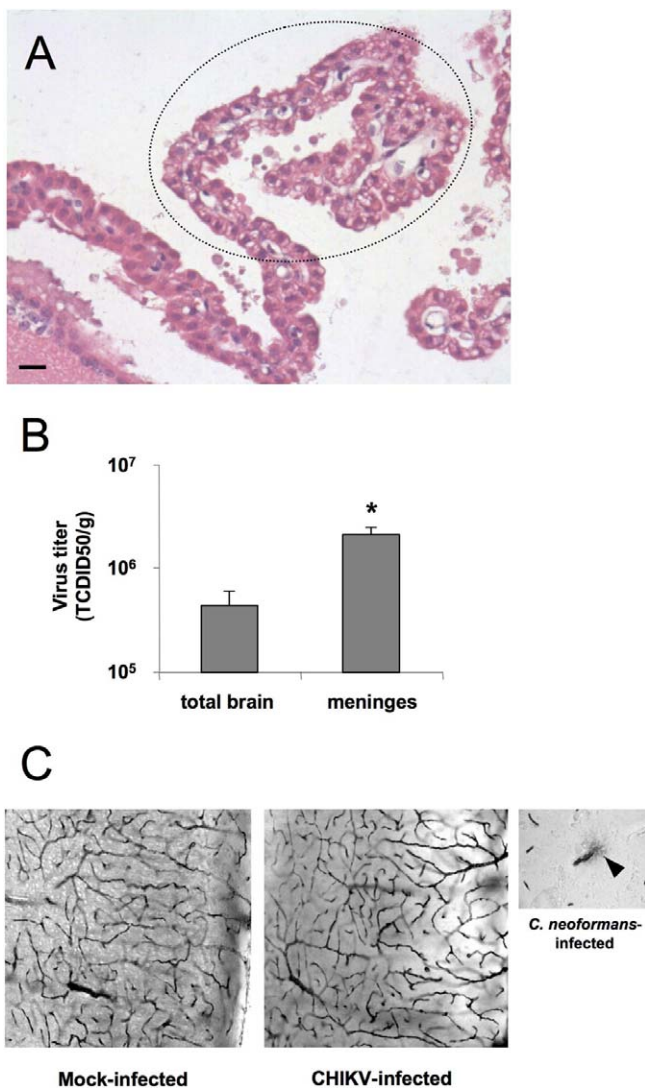 A
B
10^7
10^6
10^5
Virus titer
(TCDID50/g)
*
total brain
meninges
C
Mock-infected
CHIKV-infected
C. neoformans-
infected